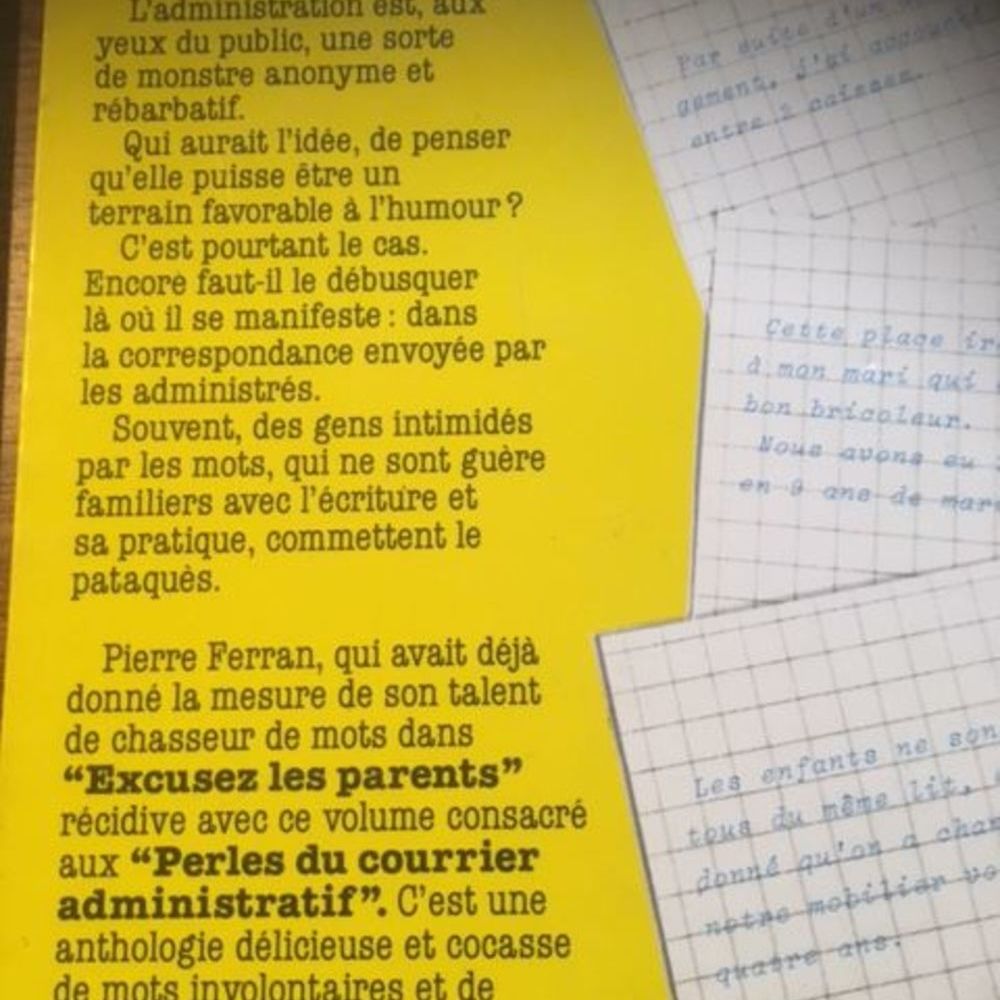 L'administration est, aux
yeux du public, une sorte
de monstre anonyme et
rébarbatif.
Qui aurait l'idée, de penser
qu'elle puisse être un
terrain favorable à l'humour ?
C'est pourtant le cas.
Encore faut-il le débusquer
là où il se manifeste : dans
la correspondance envoyée par
les administrés.
Souvent, des gens intimidés
par les mots, qui ne sont guère
familiers avec l'écriture et
sa pratique, commettent le
pataquès.
Pierre Ferran, qui avait déjà
donné la mesure de son talent
de chasseur de mots dans
“Excusez les parents”
récidive avec ce volume consacré
aux “Perles du courrier
administratif”. C'est une
anthologie délicieuse et cocasse
de mots involontaires et de
Par suite d'un
gement, j'ai
entre 2 caisses.
Cette place
à mon mari qui
bon bricoleur.
Nous avons eu
en 9 ans de
Les enfants ne
tous du même lit,
donné qu'on a
notre mobilier
quatre ans.